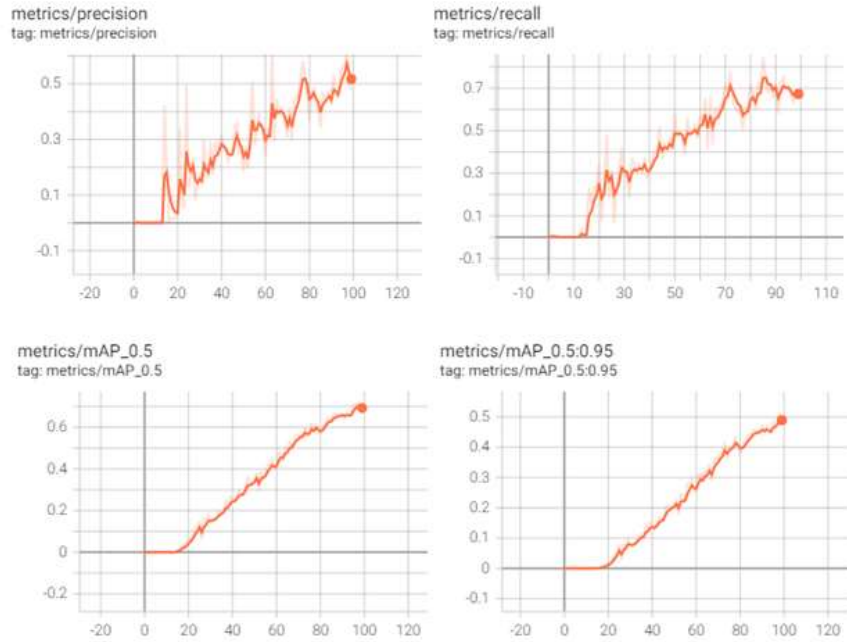 metrics/precision
tag: metrics/precision
0.5
0.3
0.1
-0.1
-20 0 20 40 60 80 100 120
metrics/recall
tag: metrics/recall
0.7
0.5
0.3
0.1
-0.1
-10 10 30 50 70 90 110
metrics/mAP_0.5
tag: metrics/mAP_0.5
0.6
0.4
0.2
0
-0.2
-20 0 20 40 60 80 100 120
metrics/mAP_0.5:0.95
tag: metrics/mAP_0.5:0.95
0.5
0.4
0.3
0.2
0.1
0
-0.1
-20 0 20 40 60 80 100 120